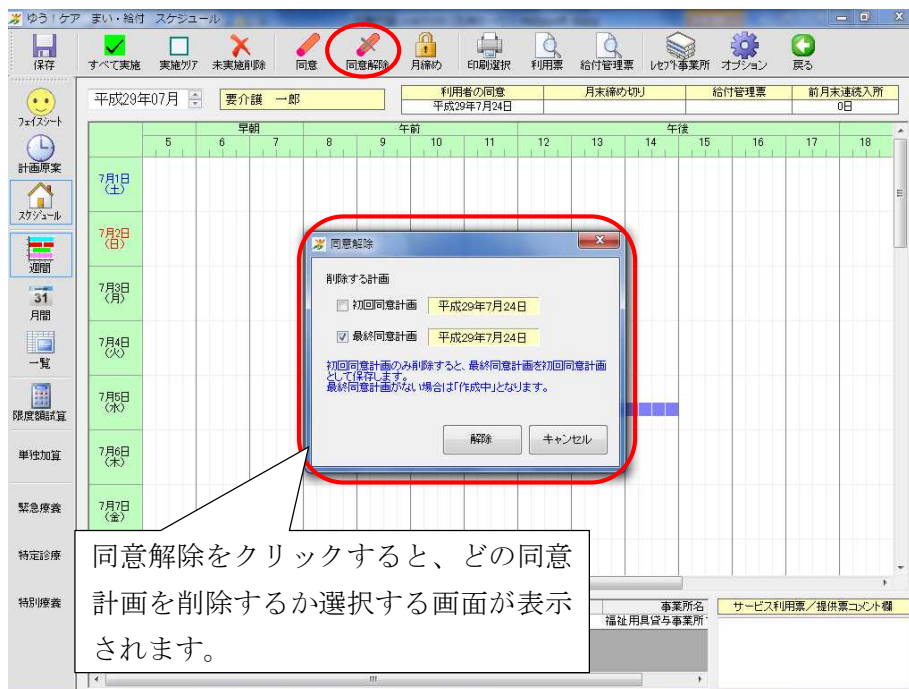 ゆう!ケア まい・給付 スケジュール
保存
すべて実施
実施クリア
未実施削除
同意
同意解除
月締め
印刷選択
利用票
給付管理票
レセプト事業所
オプション
戻る
平成29年07月
要介護 一郎
利用者の同意
月末締め切り
給付管理票
前月末連続入所
平成29年7月24日
0日
フェイスシート
計画原案
スケジュール
週間
31
月間
一覧
限度額試算
単独加算
緊急療養
特定診療
特別療養
早朝
午前
午後
5 6 7 8 9 10 11 12 13 14 15 16 17 18
7月1日
(土)
7月2日
(日)
7月3日
(月)
7月4日
(火)
7月5日
(水)
7月6日
(木)
7月7日
(金)
同意解除
削除する計画
初回同意計画
平成29年7月24日
最終同意計画
平成29年7月24日
初回同意計画のみ削除すると、最終同意計画を初回同意計画
として保存します。
最終同意計画がない場合は「作成中」となります。
解除
キャンセル
同意解除をクリックすると、どの同意
計画を削除するか選択する画面が表示
されます。
事業所名
福祉用具貸与事業所
サービス利用票/提供票コメント欄